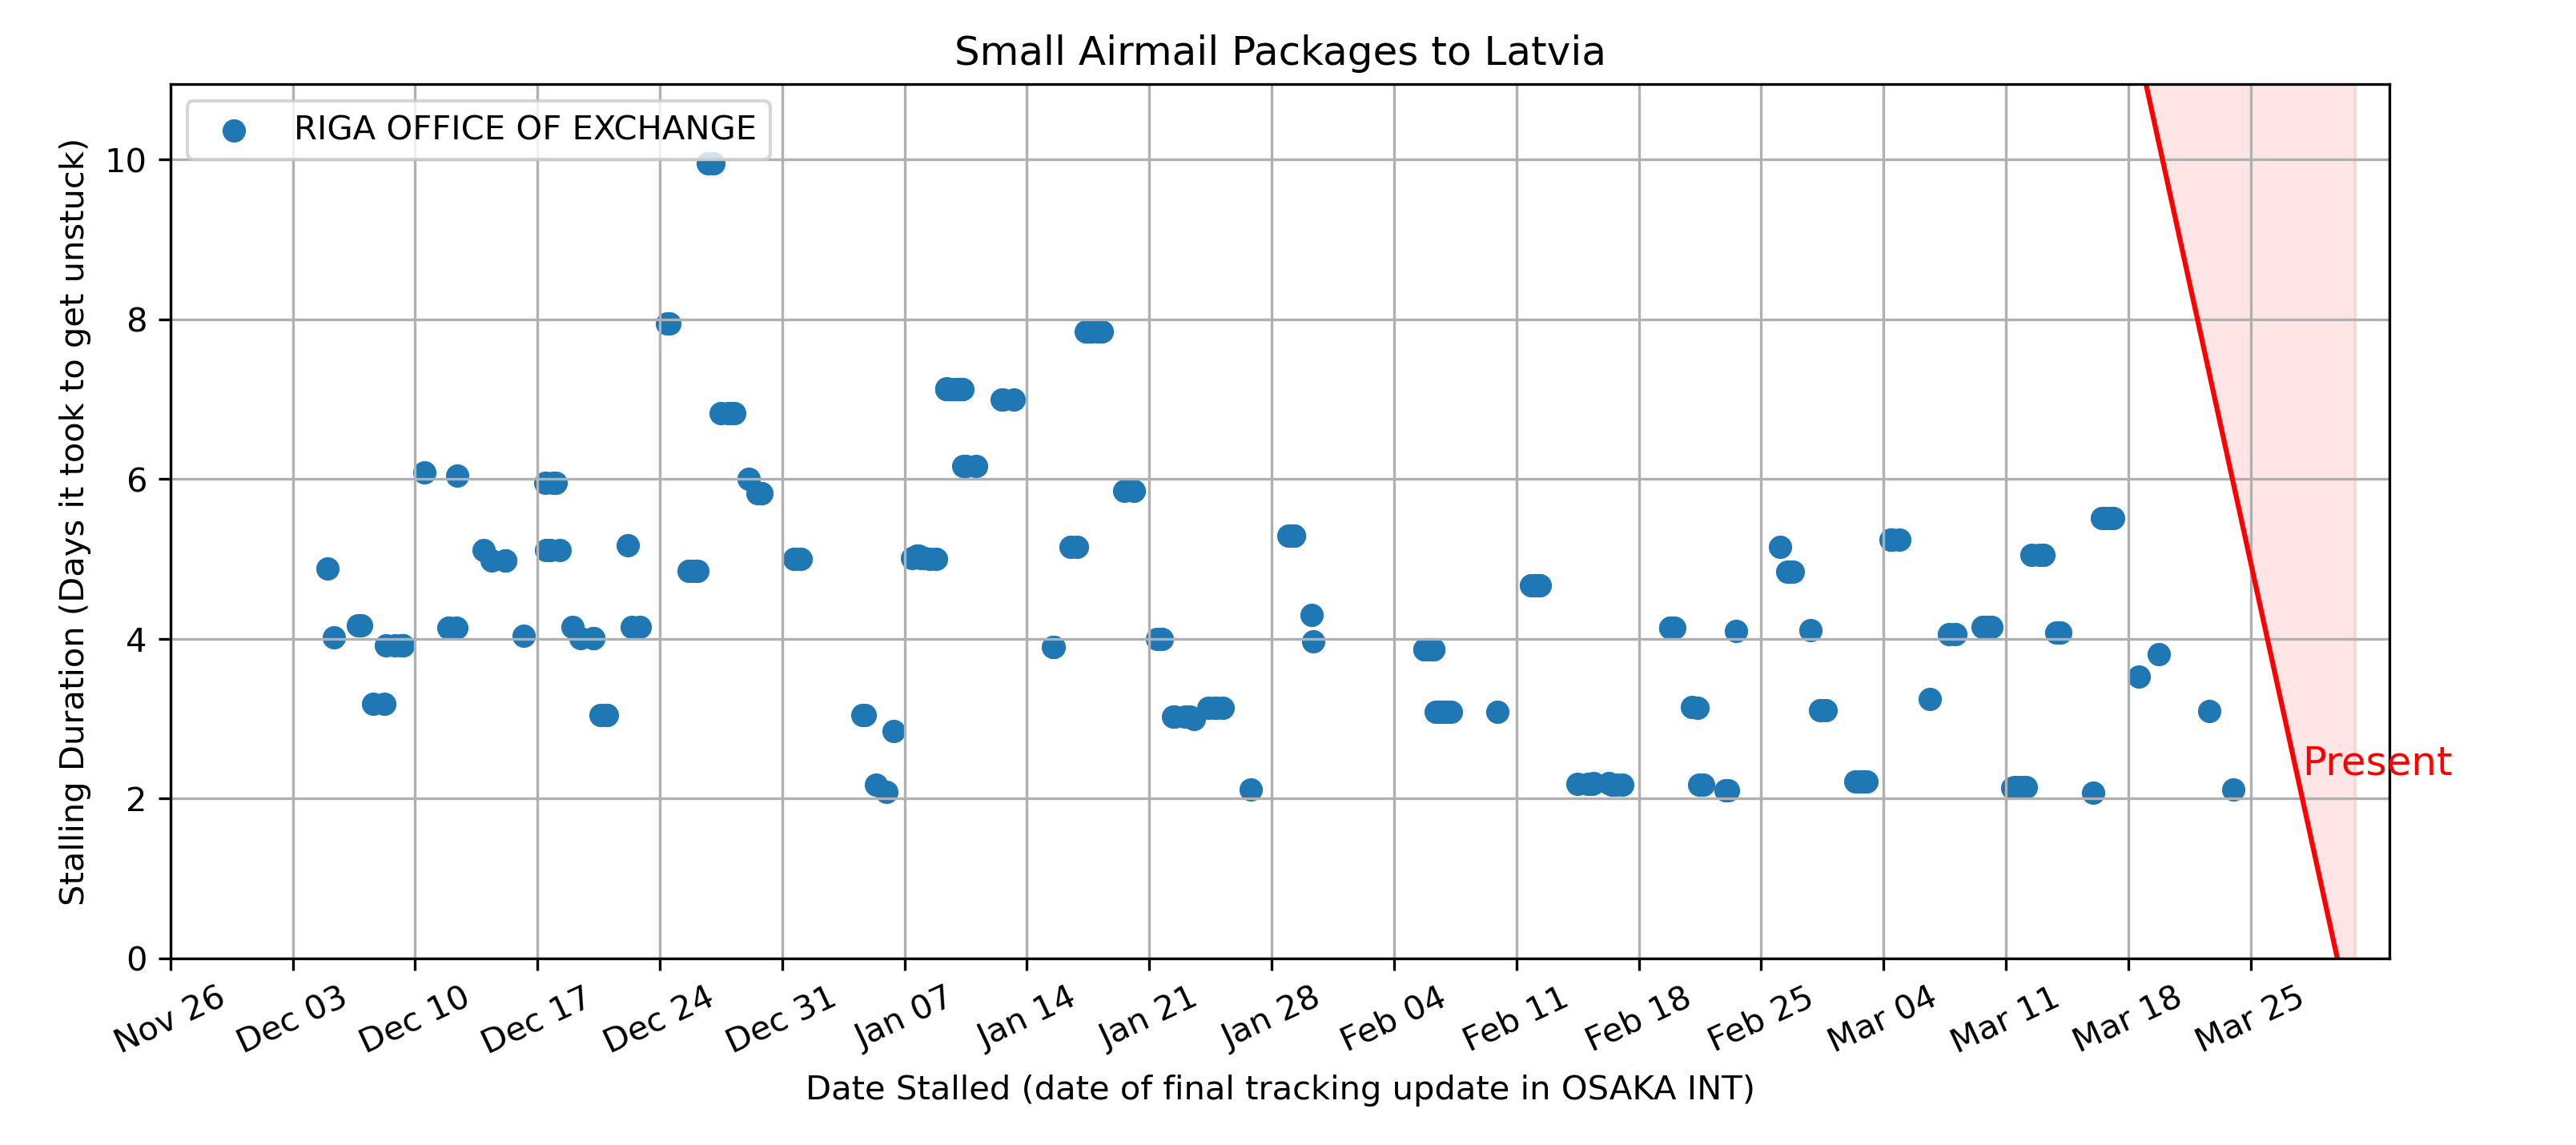 Small Airmail Packages to Latvia
RIGA OFFICE OF EXCHANGE
Stalling Duration (Days it took to get unstuck)
10
8
6
4
2
0
Present
Nov 26 Dec 03 Dec 10 Dec 17 Dec 24 Dec 31 Jan 07 Jan 14 Jan 21 Jan 28 Feb 04 Feb 11 Feb 18 Feb 25 Mar 04 Mar 11 Mar 18 Mar 25
Date Stalled (date of final tracking update in OSAKA INT)